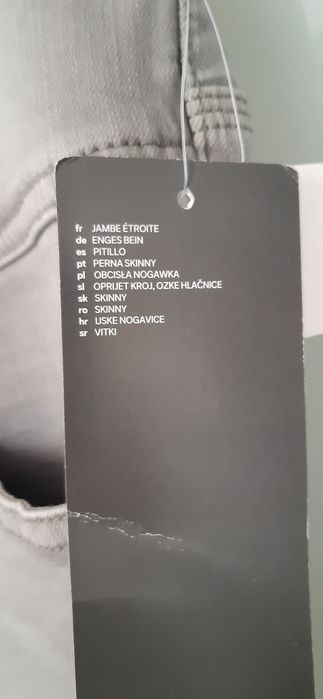 fr JAMBE ÉTROITE
de ENGES BEIN
es PITILLO
pt PERNA SKINNY
pl OBCISŁA NOGAWKA
sl OPRIJET KROJ, OZKE HLAČNICE
sk SKINNY
ro SKINNY
hr USKE NOGAVICE
sr VITKI